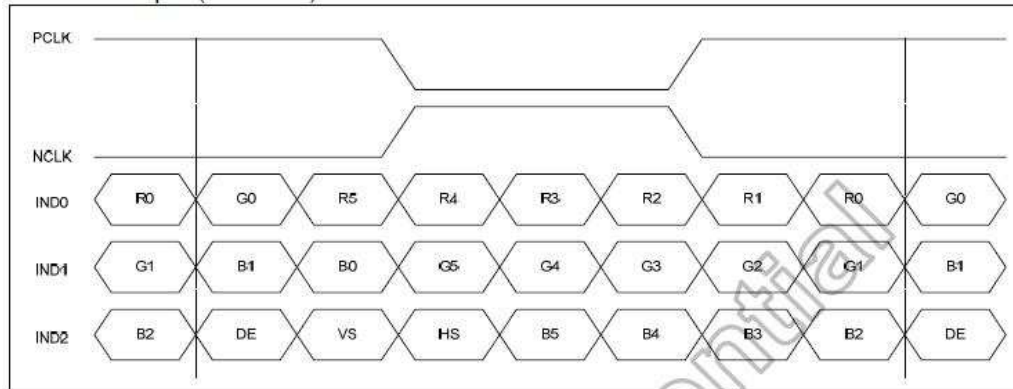 PCLK
NCLK
IND0 R0 G0 R5 R4 R3 R2 R1 R0 G0
IND1 G1 B1 B0 G5 G4 G3 G2 G1 B1
IND2 B2 DE VS HS B5 B4 B3 B2 DE
ential